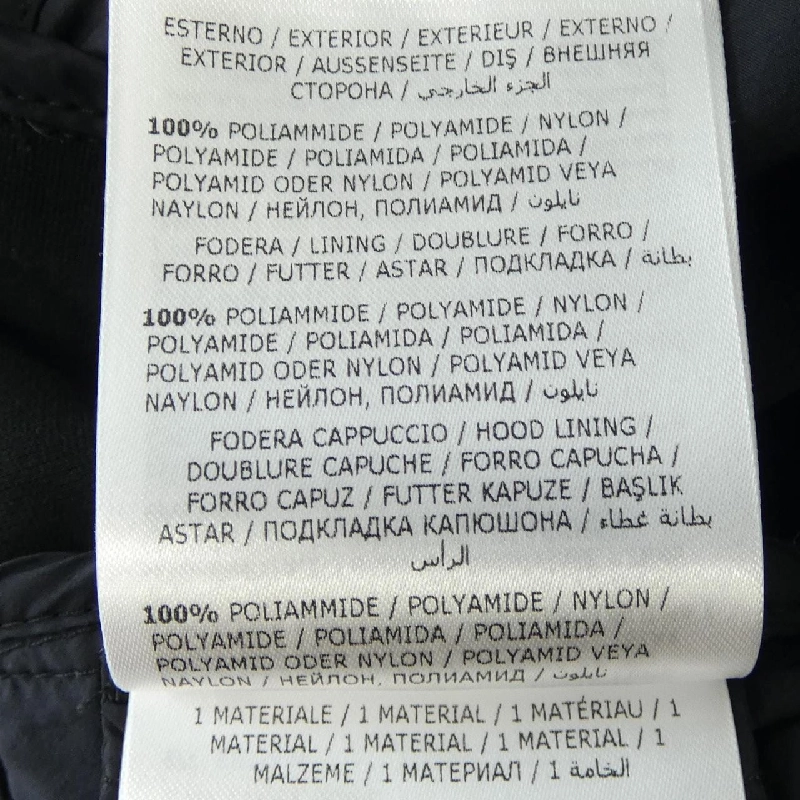 ESTERNO / EXTERIOR / EXTERIEUR / EXTERNO /
EXTERIOR / AUSSENSEITE / DIŞ / ВНЕШНЯЯ
СТОРОНА / الجزء الخارجي
100% POLIAMMIDE / POLYAMIDE / NYLON /
POLYAMIDE / POLIAMIDA / POLIAMIDA /
POLYAMID ODER NYLON / POLYAMID VEYA
NAYLON / НЕЙЛОН, ПОЛИАМИД / نايلون
FODERA / LINING / DOUBLURE / FORRO /
FORRO / FUTTER / ASTAR / ПОДКЛАДКА / بطانة
100% POLIAMMIDE / POLYAMIDE / NYLON /
POLYAMIDE / POLIAMIDA / POLIAMIDA /
POLYAMID ODER NYLON / POLYAMID VEYA
NAYLON / НЕЙЛОН, ПОЛИАМИД / نايلون
FODERA CAPPUCCIO / HOOD LINING /
DOUBLURE CAPUCHE / FORRO CAPUCHA /
FORRO CAPUZ / FUTTER KAPUZE / BAŞLIK
ASTAR / ПОДКЛАДКА КАПЮШОНА / بطانة غطاء
الرأس
100% POLIAMMIDE / POLYAMIDE / NYLON /
POLYAMIDE / POLIAMIDA / POLIAMIDA /
POLYAMID ODER NYLON / POLYAMID VEYA
NAYLON / НЕЙЛОН, ПОЛИАМИД / نايلون
1 MATERIALE / 1 MATERIAL / 1 MATÉRIAU / 1
MATERIAL / 1 MATERIAL / 1 MATERIAL / 1
MALZEME / 1 МАТЕРИАЛ / 1 الخامة